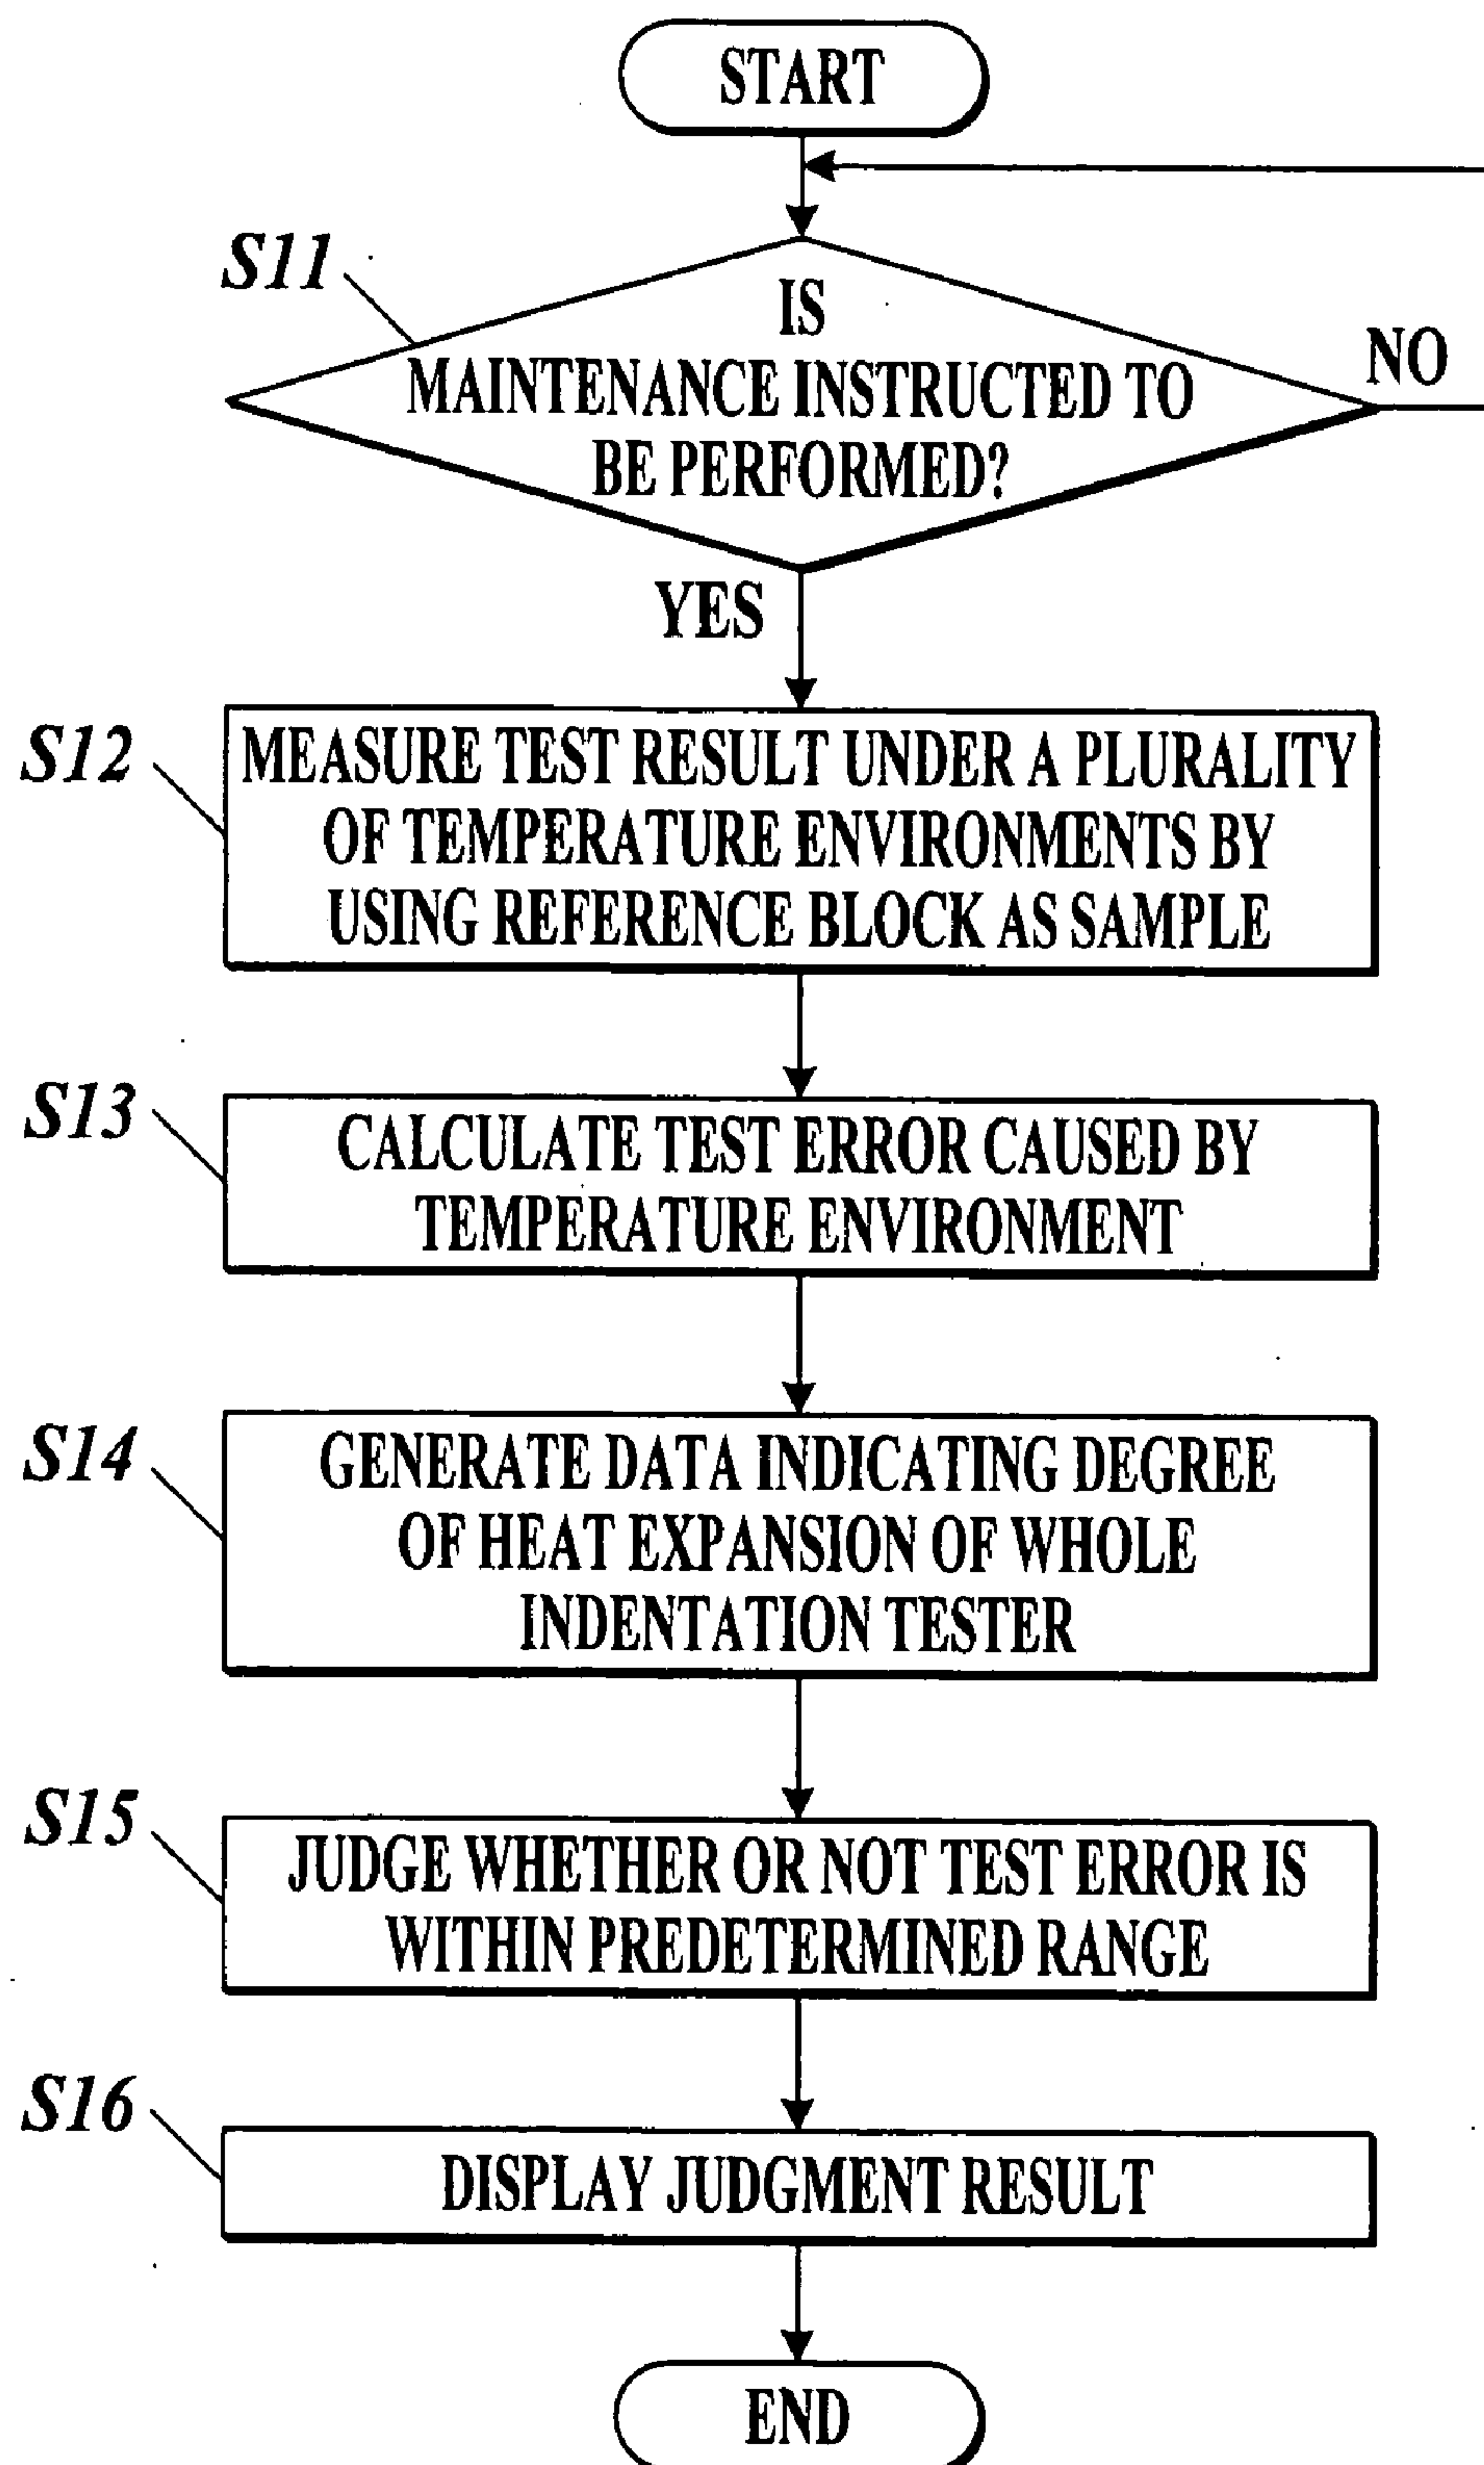 START
S11
IS
MAINTENANCE INSTRUCTED TO
BE PERFORMED?
NO
YES
S12
MEASURE TEST RESULT UNDER A PLURALITY
OF TEMPERATURE ENVIRONMENTS BY
USING REFERENCE BLOCK AS SAMPLE
S13
CALCULATE TEST ERROR CAUSED BY
TEMPERATURE ENVIRONMENT
S14
GENERATE DATA INDICATING DEGREE
OF HEAT EXPANSION OF WHOLE
INDENTATION TESTER
S15
JUDGE WHETHER OR NOT TEST ERROR IS
WITHIN PREDETERMINED RANGE
S16
DISPLAY JUDGMENT RESULT
END